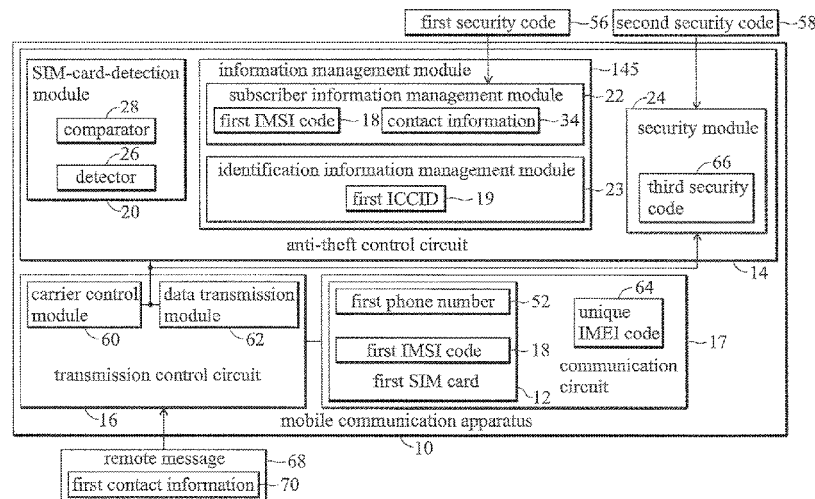 first security code 56 second security code 58
SIM-card-detection module
28
comparator
26
detector
20
information management module 145
subscriber information management module 22
first IMSI code 18 contact information 34
identification information management module 23
first ICCID 19
24
security module
66
third security code
anti-theft control circuit
14
carrier control module
60
data transmission module
62
transmission control circuit
16
first phone number 52
first IMSI code 18
first SIM card
12
64
unique IMEI code
communication circuit
17
mobile communication apparatus
10
remote message 68
first contact information 70